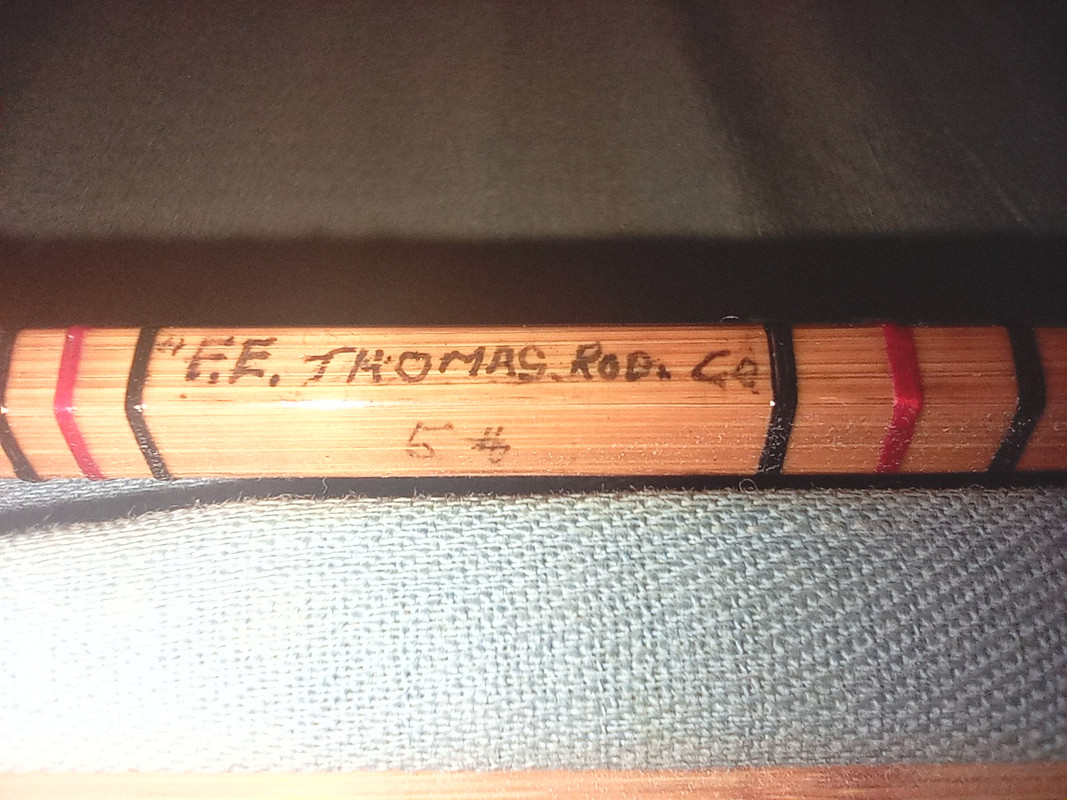 "F.E. THOMAS. ROD. Co
5 #